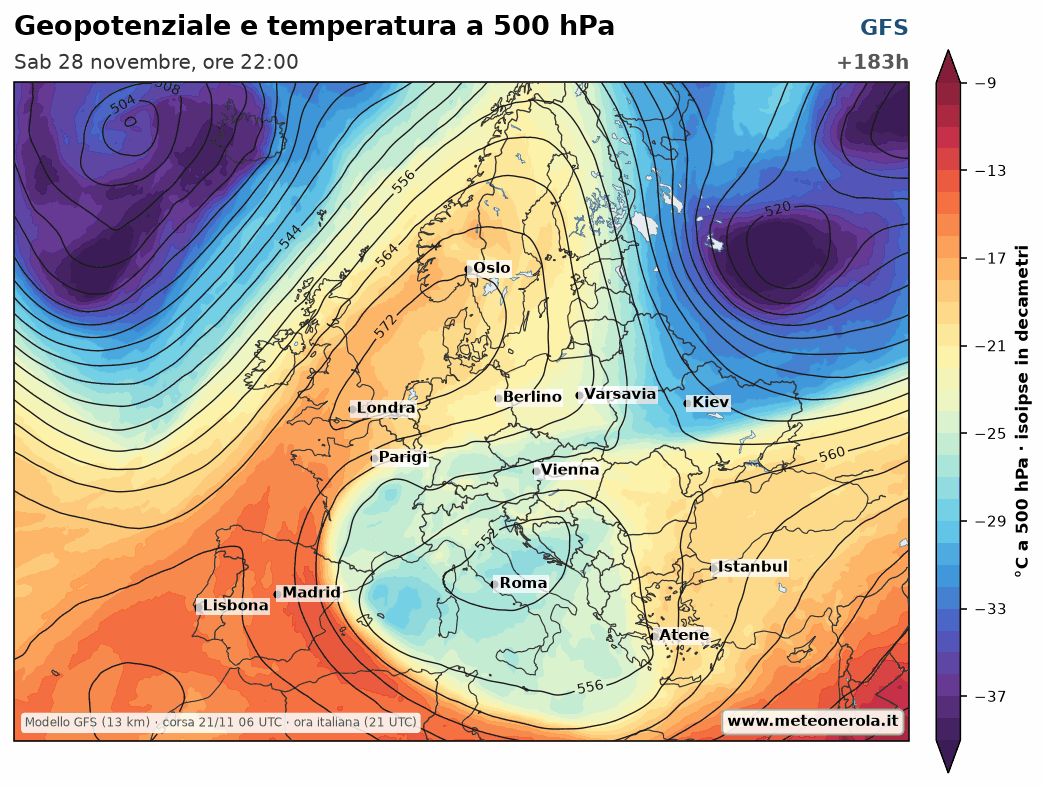 Geopotenziale e temperatura a 500 hPa
GFS
Sab 28 novembre, ore 22:00
+183h
504
508
520
556
544
564
572
560
552
556
Oslo
Londra
Berlino
Varsavia
Kiev
Parigi
Vienna
Roma
Istanbul
Madrid
Lisbona
Atene
Modello GFS (13 km) · corsa 21/11 06 UTC · ora italiana (21 UTC)
www.meteonerola.it
−9
−13
−17
−21
−25
−29
−33
−37
°C a 500 hPa · isoipse in decametri